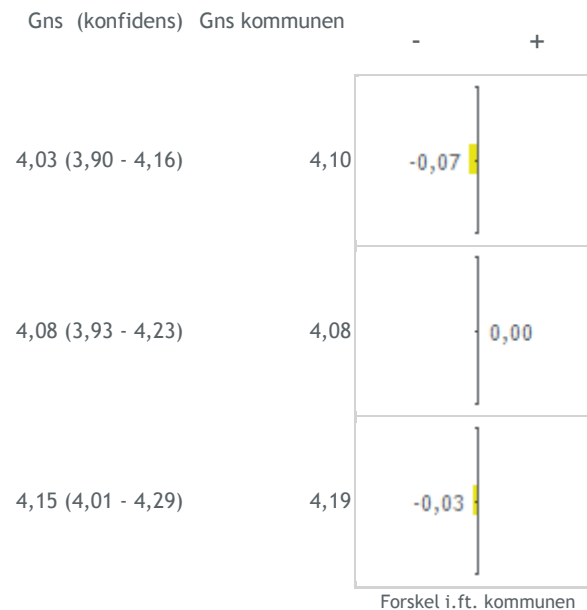 Gns (konfidens) Gns kommunen
- +
4,03 (3,90 - 4,16) 4,10 -0,07
4,08 (3,93 - 4,23) 4,08 0,00
4,15 (4,01 - 4,29) 4,19 -0,03
Forskel i.ft. kommunen